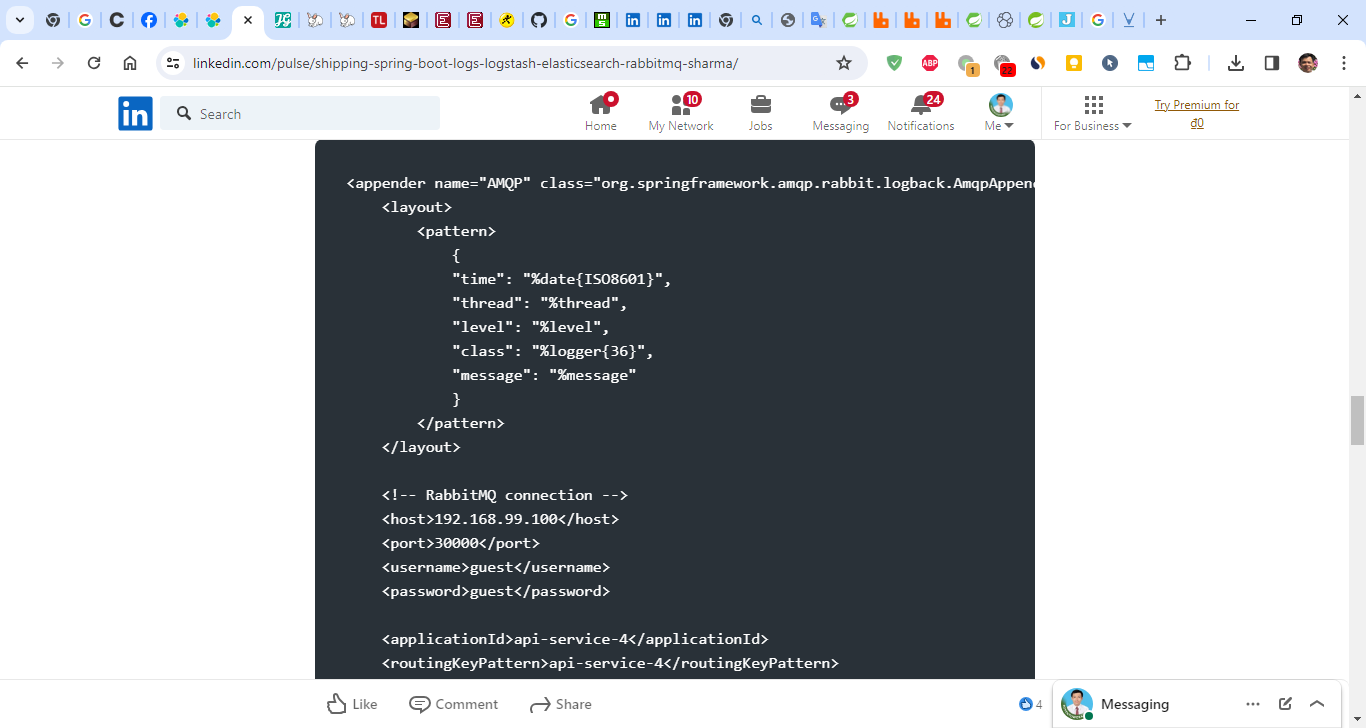 linkedin.com/pulse/shipping-spring-boot-logs-logstash-elasticsearch-rabbitmq-sharma/
ABP
1
22
in
Search
Home
10
My Network
Jobs
3
Messaging
24
Notifications
Me
For Business
Try Premium for
₫0
<appender name="AMQP" class="org.springframework.amqp.rabbit.logback.AmqpAppend
<layout>
<pattern>
{
"time": "%date{ISO8601}",
"thread": "%thread",
"level": "%level",
"class": "%logger{36}",
"message": "%message"
}
</pattern>
</layout>
<!-- RabbitMQ connection -->
<host>192.168.99.100</host>
<port>30000</port>
<username>guest</username>
<password>guest</password>
<applicationId>api-service-4</applicationId>
<routingKeyPattern>api-service-4</routingKeyPattern>
Like
Comment
Share
4
Messaging